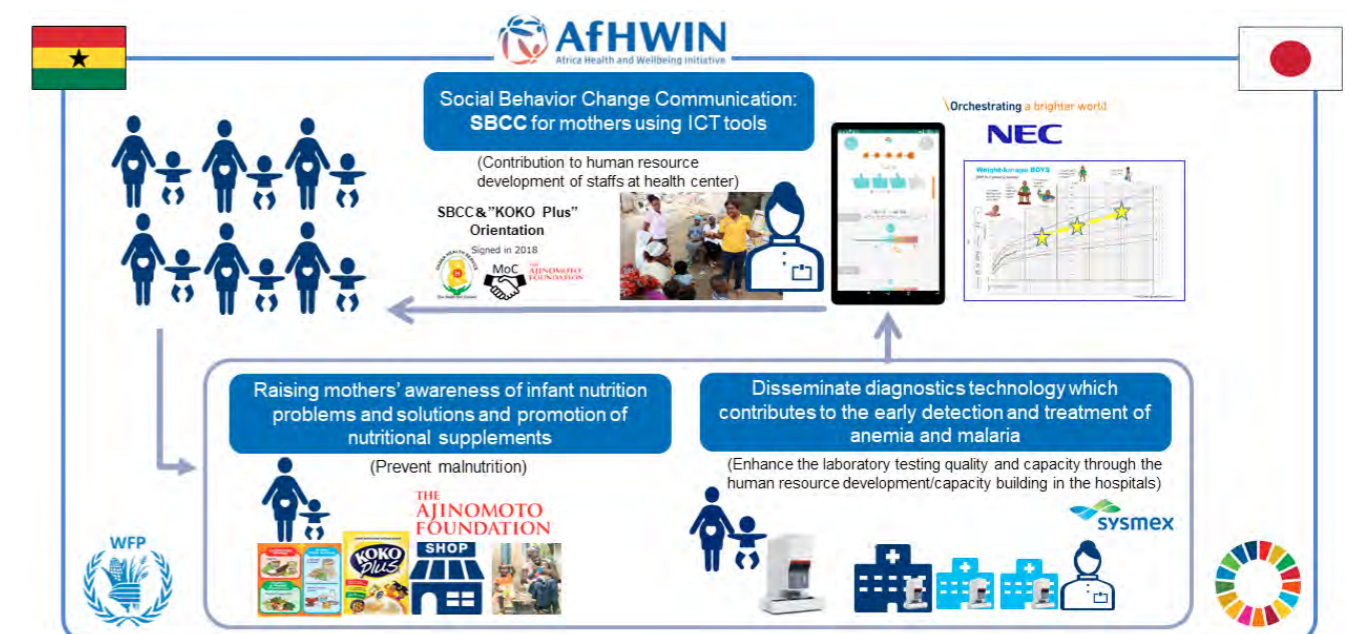 AfHWIN
Africa Health and Wellbeing Initiative
Social Behavior Change Communication:
SBCC for mothers using ICT tools
(Contribution to human resource
development of staffs at health center)
SBCC&"KOKO Plus"
Orientation
Signed in 2018
MoC
THE
AJINOMOTO
FOUNDATION
\Orchestrating a brighter world
NEC
Weight-for-age BOYS
Raising mothers' awareness of infant nutrition
problems and solutions and promotion of
nutritional supplements
(Prevent malnutrition)
THE
AJINOMOTO
FOUNDATION
KOKO
Plus
SHOP
Disseminate diagnostics technology which
contributes to the early detection and treatment of
anemia and malaria
(Enhance the laboratory testing quality and capacity through the
human resource development/capacity building in the hospitals)
sysmex
WFP